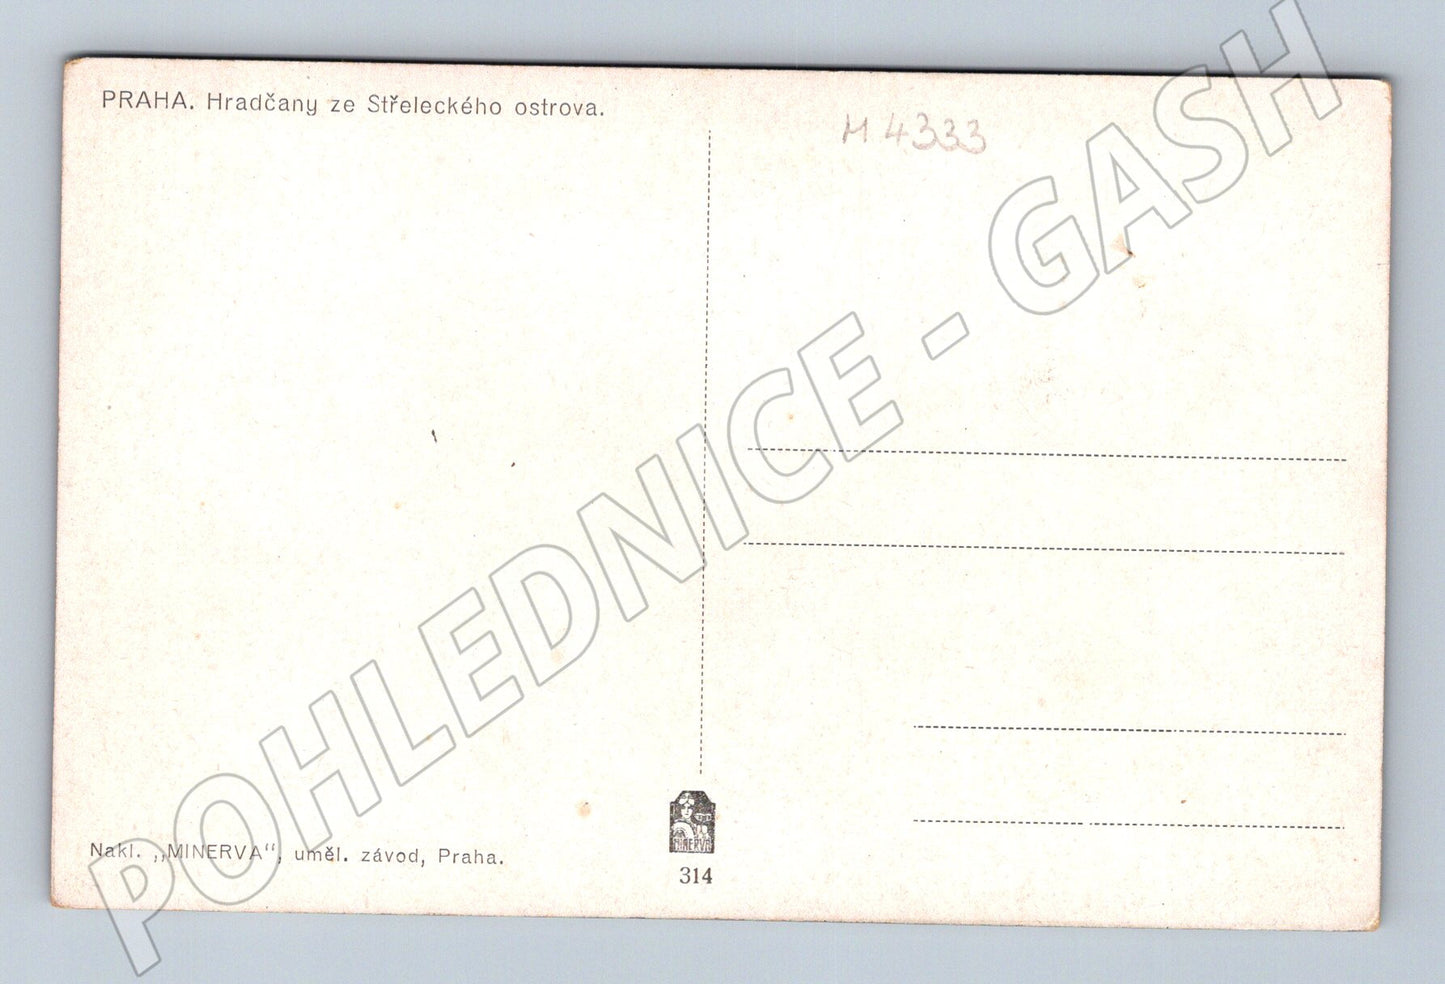 PRAHA. Hradčany ze Střeleckého ostrova.
M 4333
POHLEDNICE - GASH
Nakl. „MINERVA“, uměl. závod, Praha.
MINERVA
314